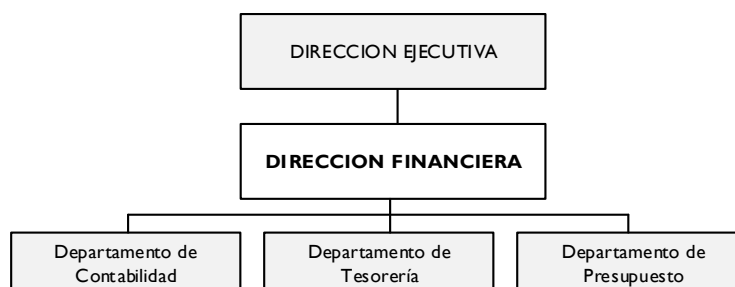 DIRECCION EJECUTIVA
DIRECCION FINANCIERA
Departamento de
Contabilidad
Departamento de
Tesorería
Departamento de
Presupuesto